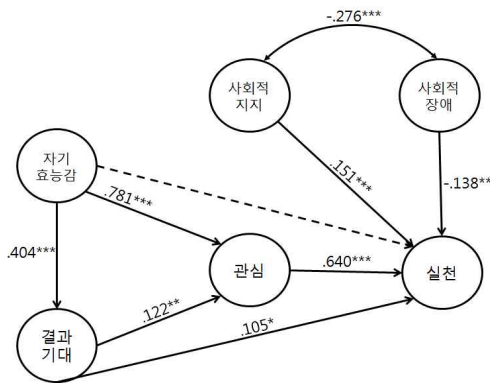 -.276***
사회적
지지
사회적
장애
자기
효능감
.781***
.151***
-.138**
.404***
관심
.640***
실천
.122**
.105*
결과
기대